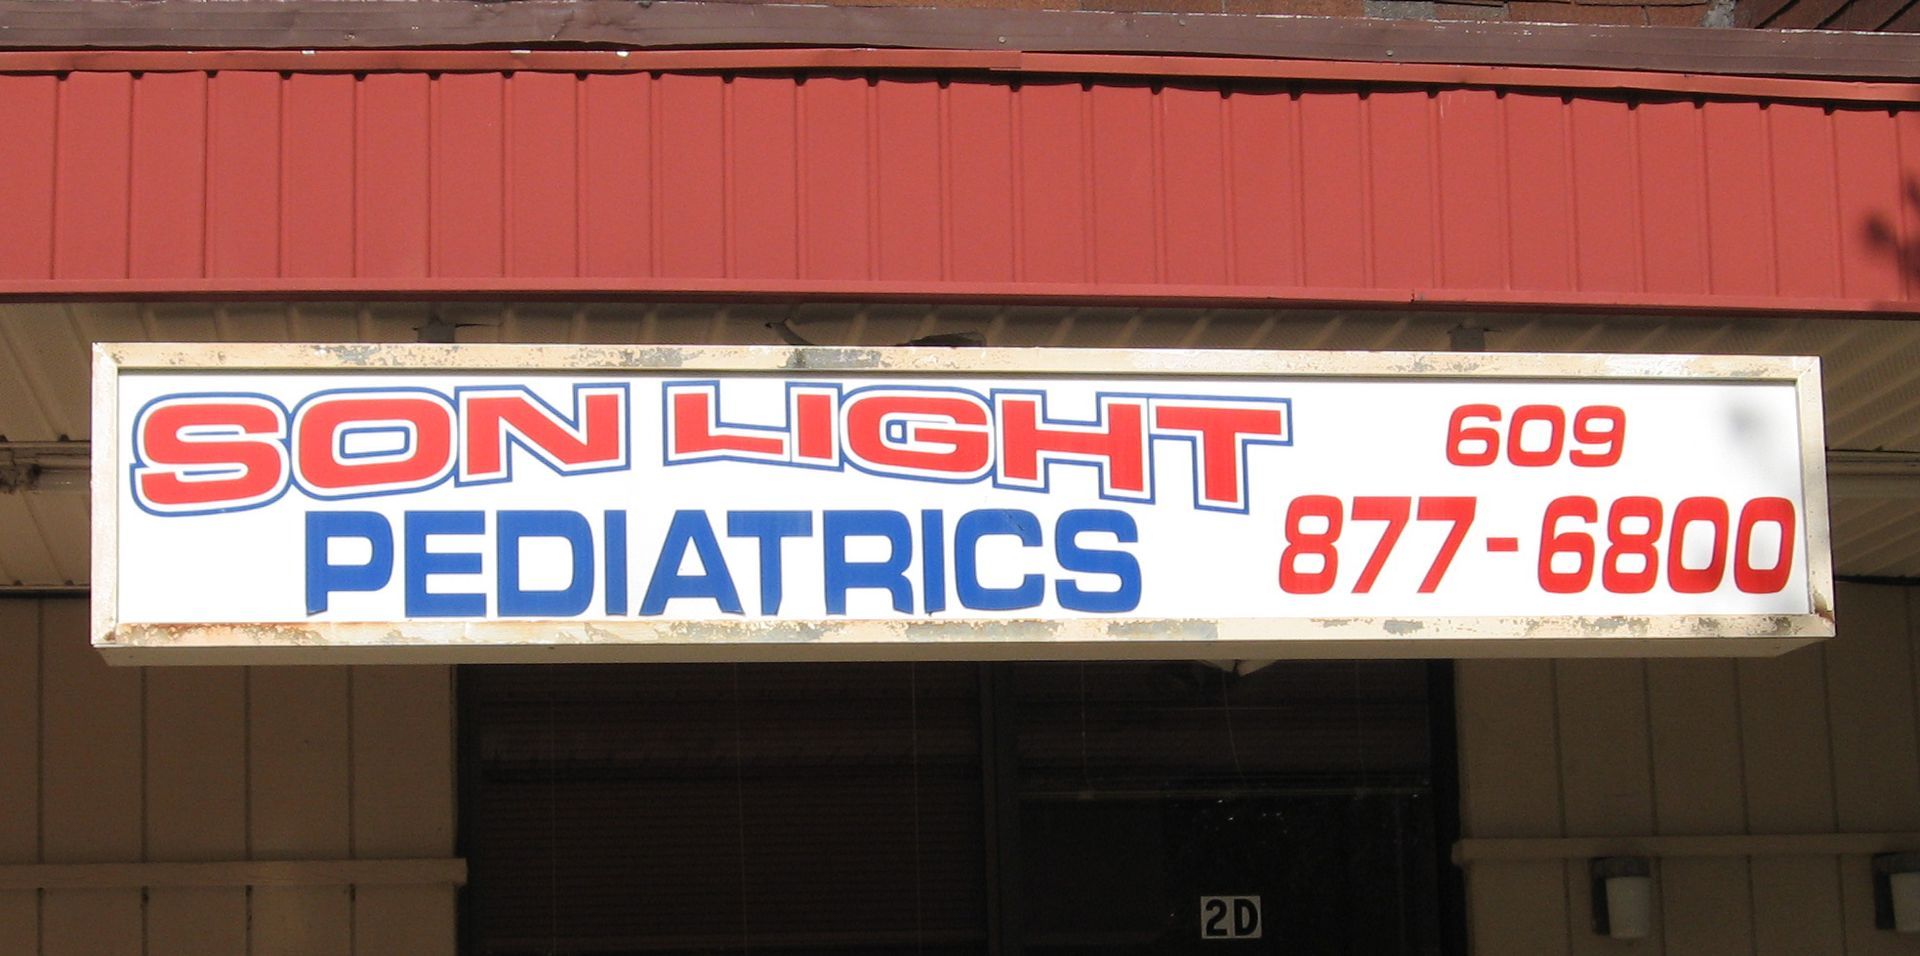 SON LIGHT
PEDIATRICS
609
877-6800
2D